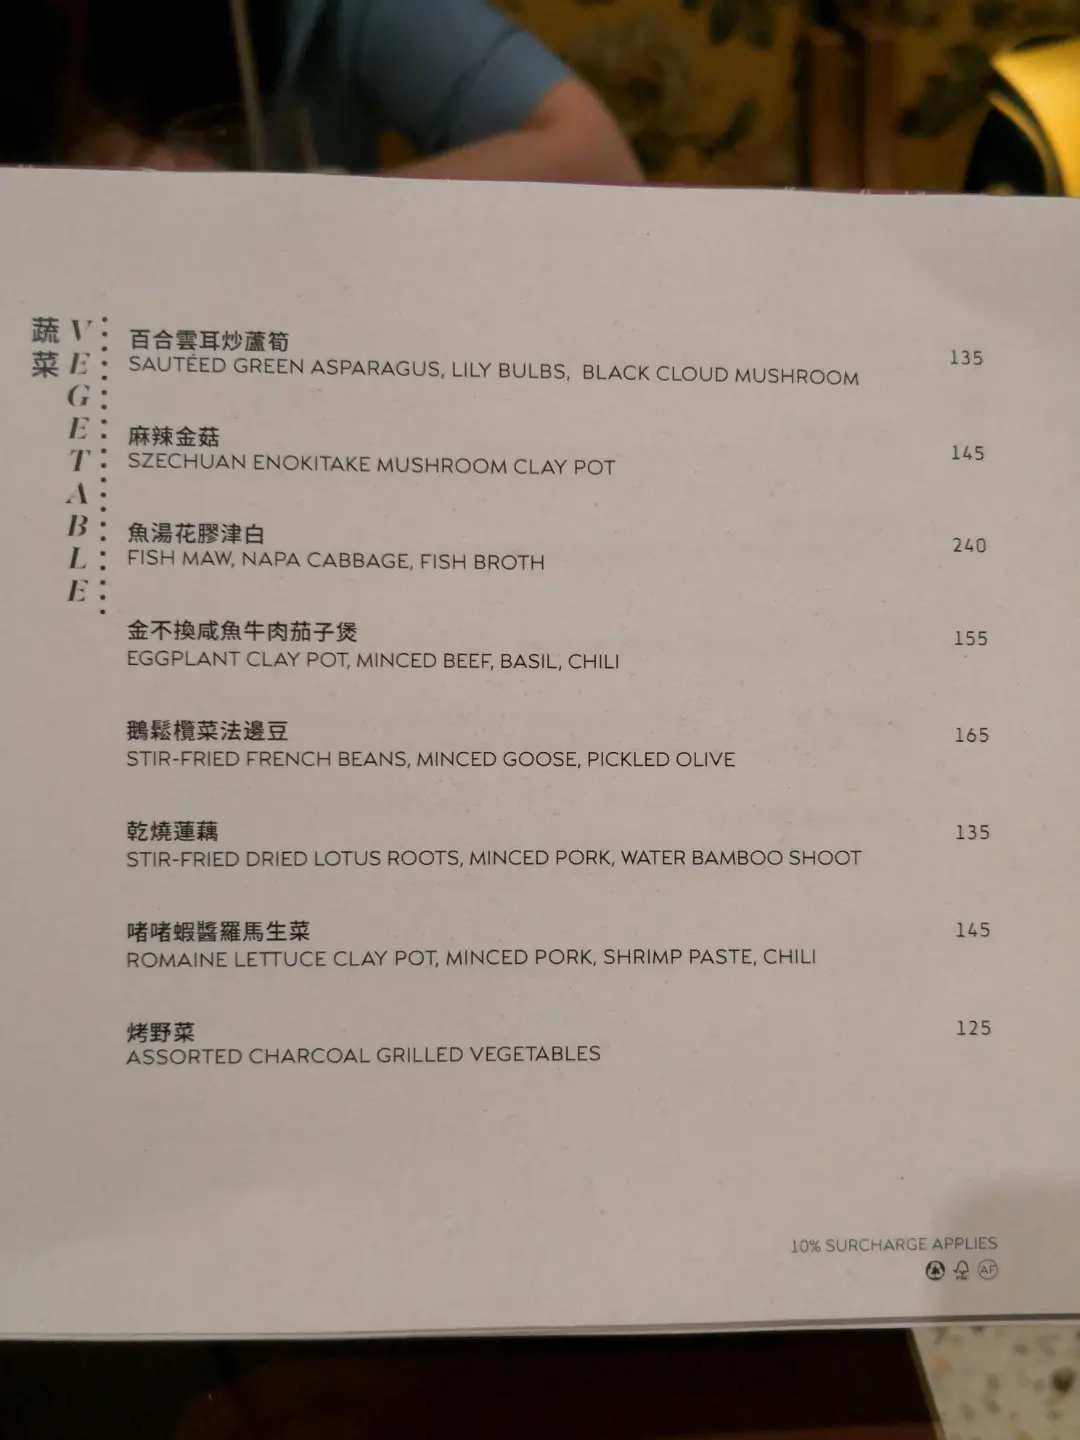 蔬菜
VEGETABLE
百合雲耳炒蘆筍
SAUTÉED GREEN ASPARAGUS, LILY BULBS, BLACK CLOUD MUSHROOM 135
麻辣金菇
SZECHUAN ENOKITAKE MUSHROOM CLAY POT 145
魚湯花膠津白
FISH MAW, NAPA CABBAGE, FISH BROTH 240
金不換咸魚牛肉茄子煲
EGGPLANT CLAY POT, MINCED BEEF, BASIL, CHILI 155
鵝鬆欖菜法邊豆
STIR-FRIED FRENCH BEANS, MINCED GOOSE, PICKLED OLIVE 165
乾燒蓮藕
STIR-FRIED DRIED LOTUS ROOTS, MINCED PORK, WATER BAMBOO SHOOT 135
啫啫蝦醬羅馬生菜
ROMAINE LETTUCE CLAY POT, MINCED PORK, SHRIMP PASTE, CHILI 145
烤野菜
ASSORTED CHARCOAL GRILLED VEGETABLES 125
10% SURCHARGE APPLIES
AF